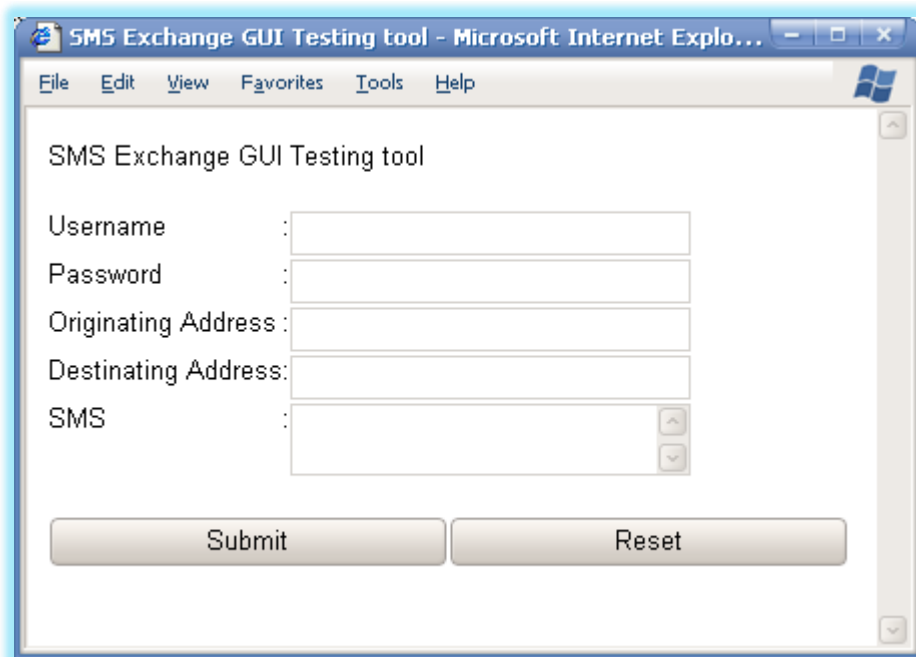 SMS Exchange GUI Testing tool - Microsoft Internet Explo...
File Edit View Favorites Tools Help
SMS Exchange GUI Testing tool
Username :
Password :
Originating Address :
Destinating Address:
SMS :
Submit Reset